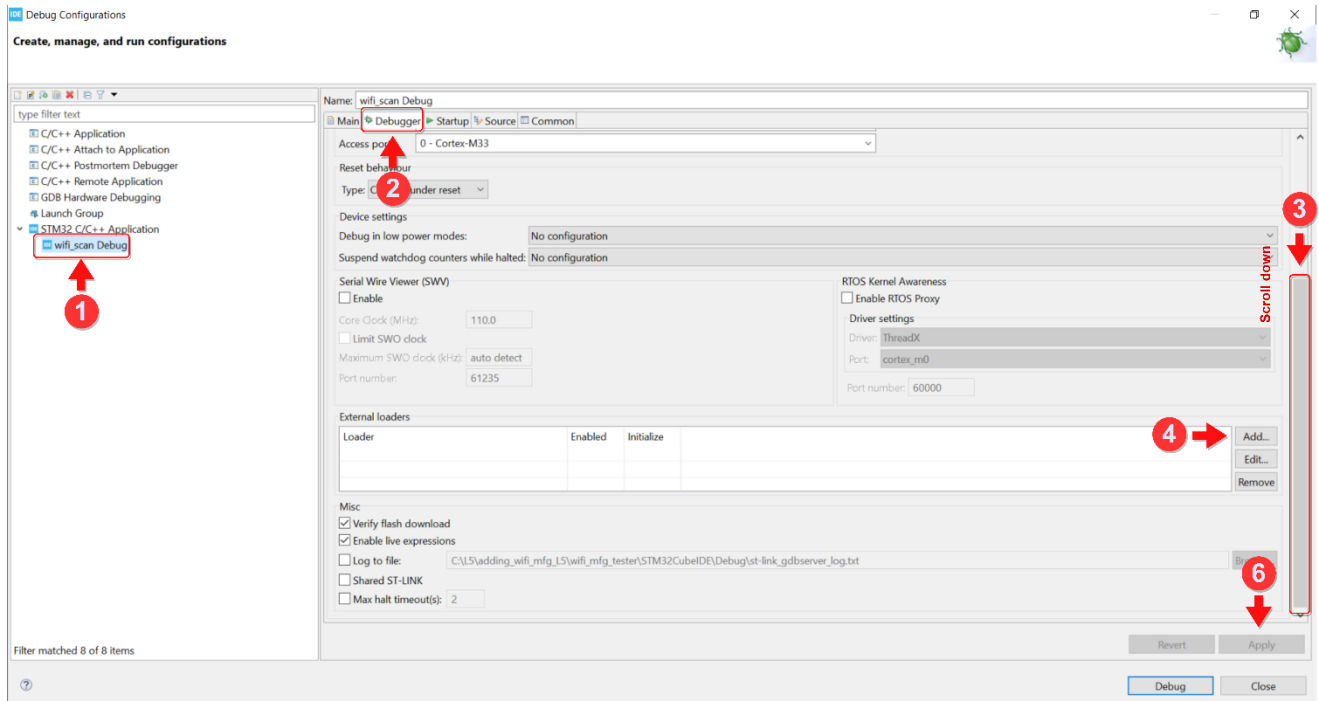 IDE Debug Configurations
Create, manage, and run configurations
type filter text
C/C++ Application
C/C++ Attach to Application
C/C++ Postmortem Debugger
C/C++ Remote Application
GDB Hardware Debugging
Launch Group
STM32 C/C++ Application
IDE wifi_scan Debug
1
Filter matched 8 of 8 items
Name: wifi_scan Debug
Main Debugger Startup Source Common
2
Access por 0 - Cortex-M33
Reset behaviour
Type: C under reset
Device settings
Debug in low power modes: No configuration
Suspend watchdog counters while halted: No configuration
3
Scroll down
Serial Wire Viewer (SWV)
Enable
Core Clock (MHz): 110.0
Limit SWO clock
Maximum SWO clock (kHz): auto detect
Port number: 61235
RTOS Kernel Awareness
Enable RTOS Proxy
Driver settings
Driver: ThreadX
Port: cortex_m0
Port number: 60000
External loaders
Loader Enabled Initialize
4
Add...
Edit...
Remove
Misc
Verify flash download
Enable live expressions
Log to file: C:\L5\adding_wifi_mfg_L5\wifi_mfg_tester\STM32CubeIDE\Debug\st-link_gdbserver_log.txt
Shared ST-LINK
Max halt timeout(s): 2
6
Revert Apply
Debug Close